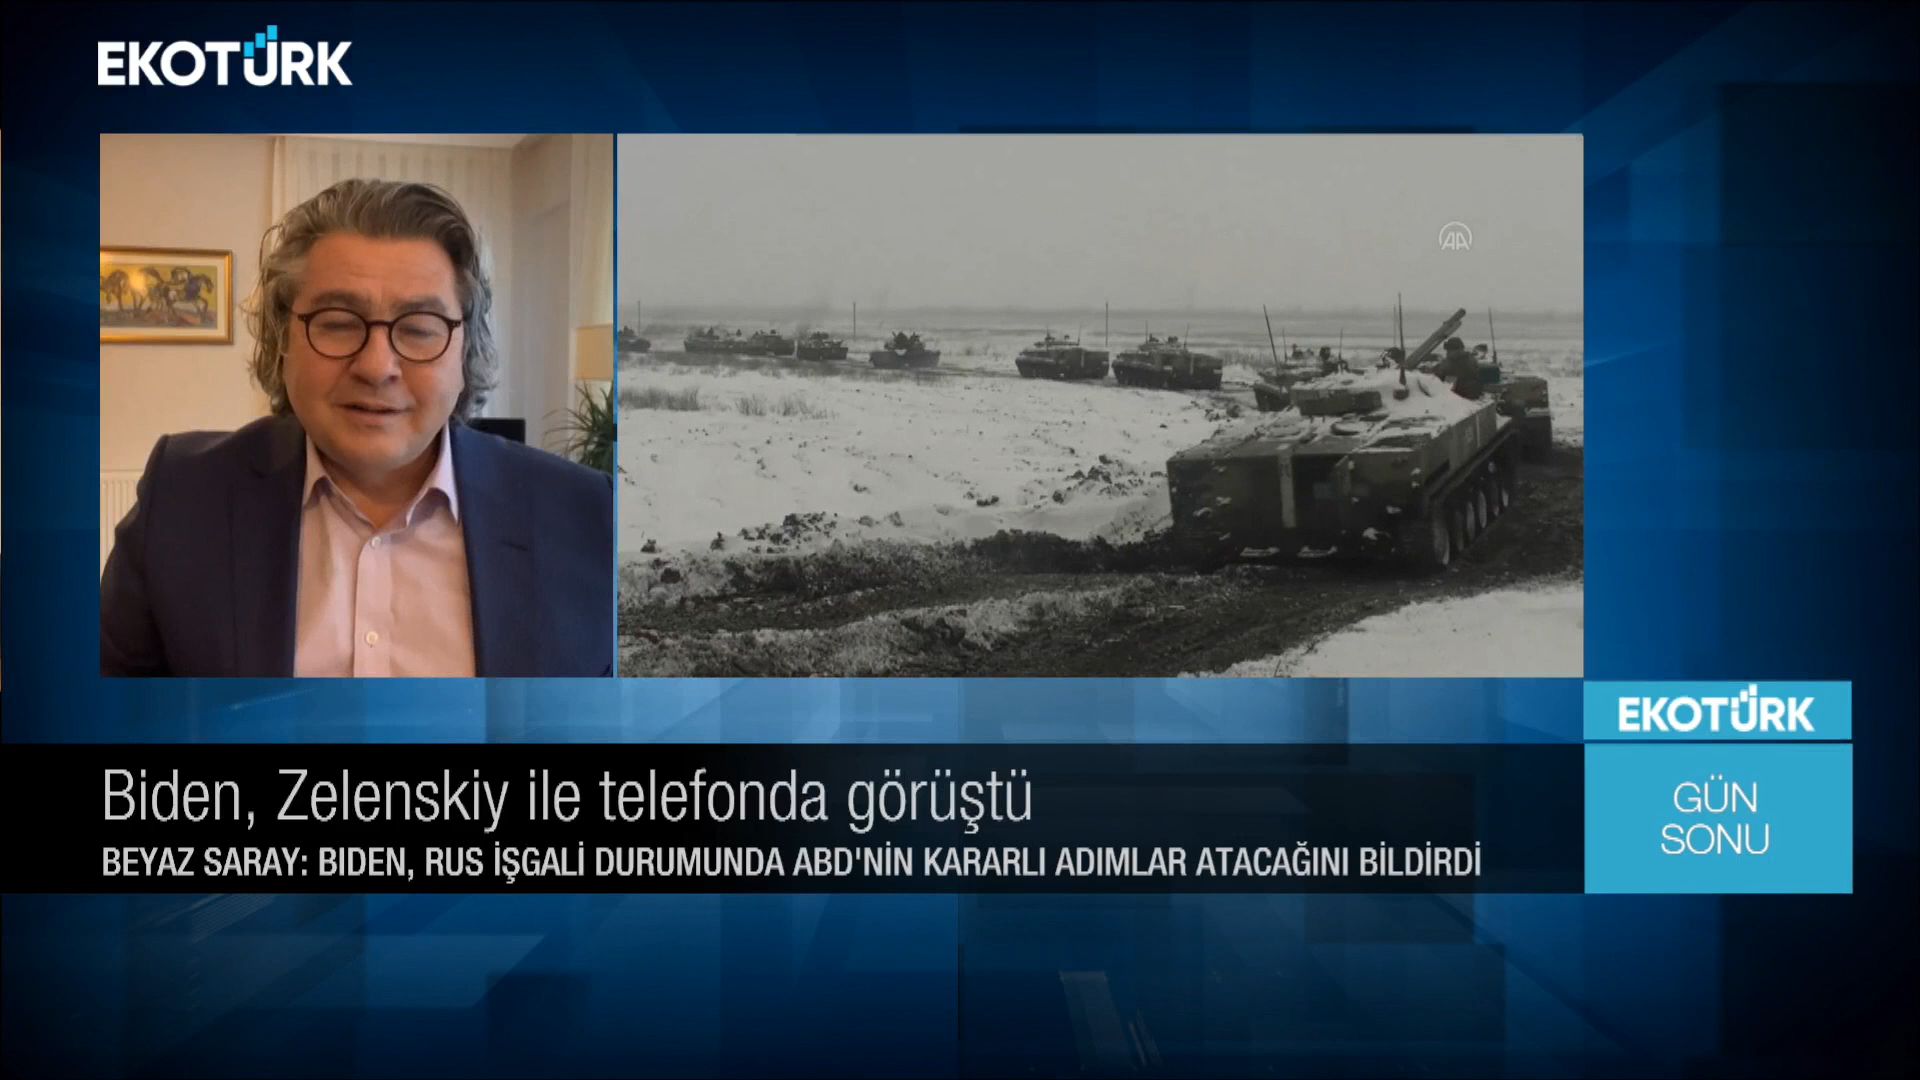 EKOTÜRK
AA
EKOTÜRK
Biden, Zelenskiy ile telefonda görüştü
BEYAZ SARAY: BIDEN, RUS İŞGALİ DURUMUNDA ABD'NİN KARARLI ADIMLAR ATACAĞINI BİLDİRDİ
GÜN
SONU